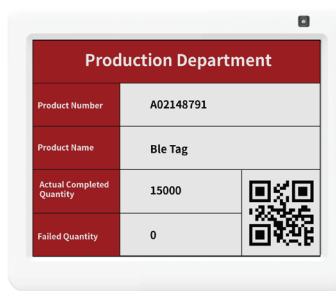 Production Department
Product Number A02148791
Product Name Ble Tag
Actual Completed
Quantity 15000
Failed Quantity 0